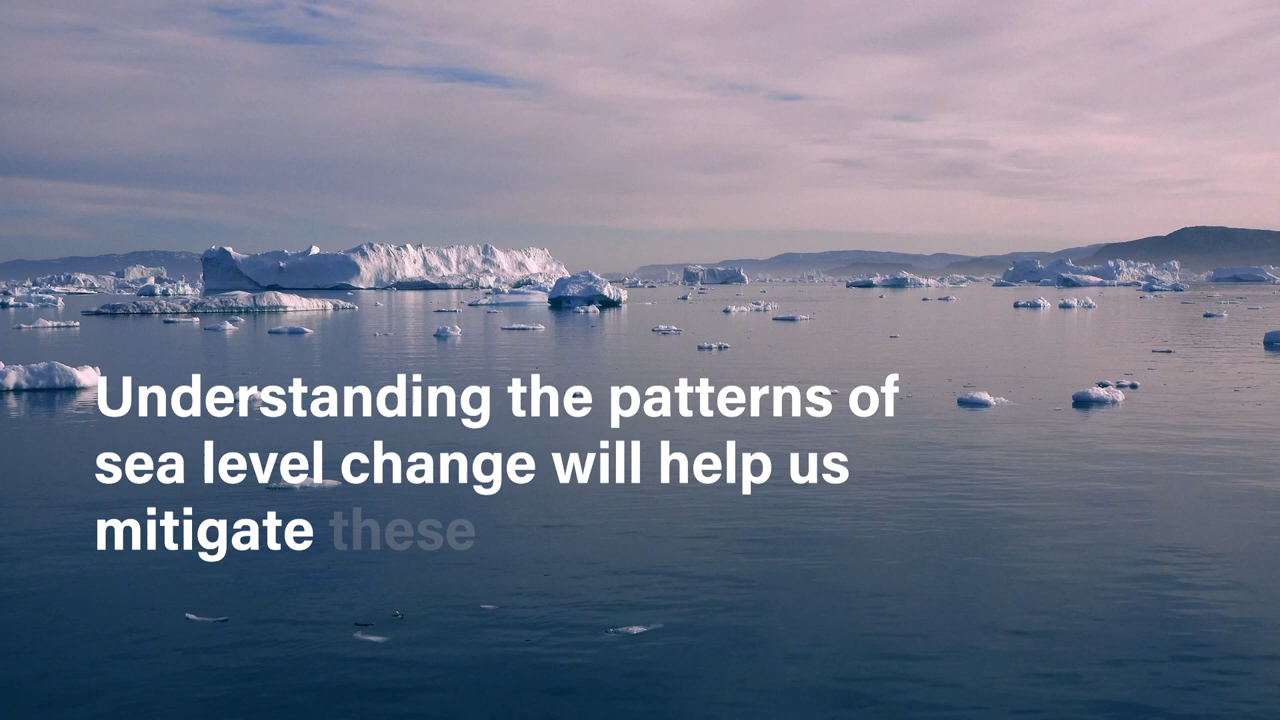 Understanding the patterns of
sea level change will help us
mitigate these